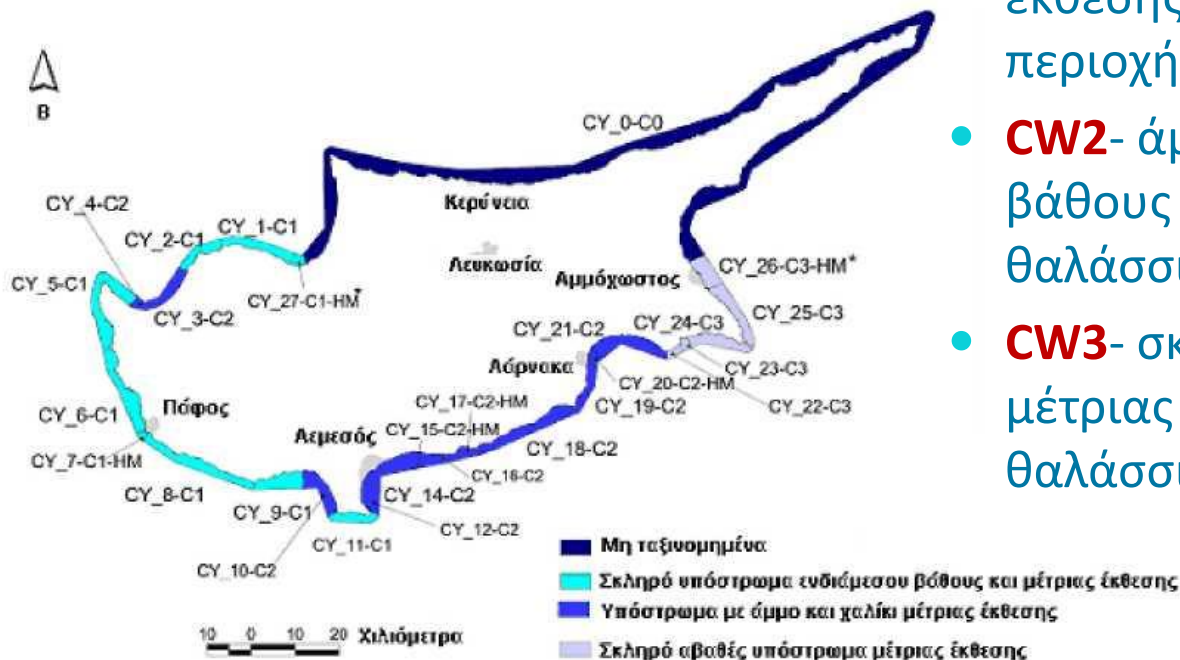 έκθεσης
περιοχή
• CW2- άμ
βάθους
θαλάσσι
• CW3- σκ
μέτριας
θαλάσσι
Β
CY_0-C0
Κερύνεια
CY_4-C2
CY_2-C1
CY_1-C1
Λευκωσία
CY_5-C1
CY_27-C1-HM*
CY_3-C2
Αμμόχωστος
CY_26-C3-HM*
CY_25-C3
CY_21-C2
CY_24-C3
Λάρνακα
CY_23-C3
CY_20-C2-HM
CY_22-C3
CY_19-C2
CY_6-C1
Πάφος
CY_17-C2-HM
Λεμεσός
CY_15-C2-HM
CY_18-C2
CY_7-C1-HM
CY_16-C2
CY_8-C1
CY_14-C2
CY_9-C1
CY_12-C2
CY_11-C1
CY_10-C2
Μη ταξινομημένα
Σκληρό υπόστρωμα ενδιάμεσου βάθους και μέτριας έκθεσης
Υπόστρωμα με άμμο και χαλίκι μέτριας έκθεσης
Σκληρό αβαθές υπόστρωμα μέτριας έκθεσης
10 0 10 20 Χιλιόμετρα